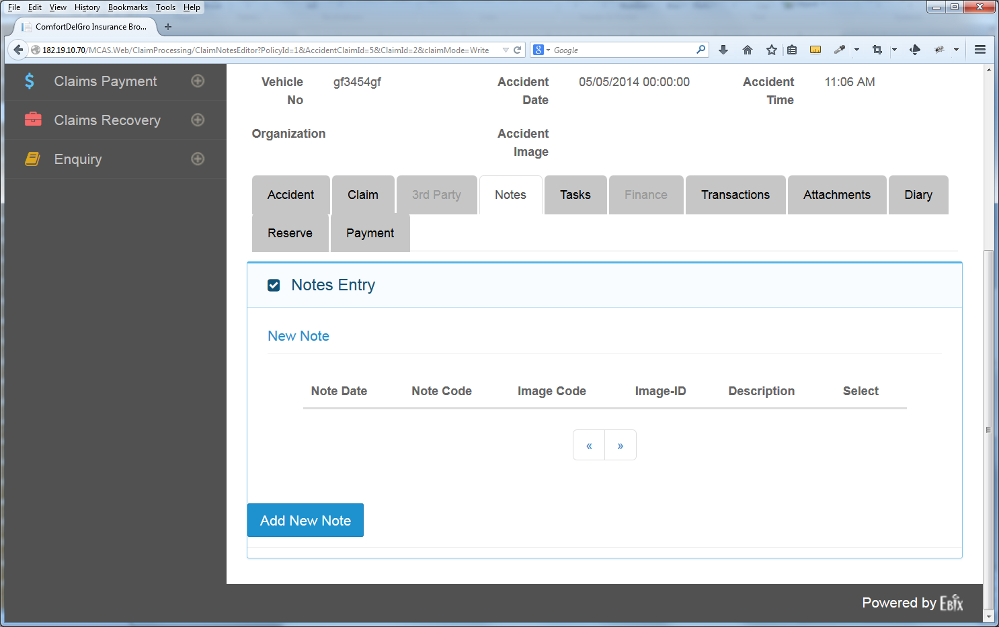 File Edit View History Bookmarks Tools Help
ComfortDelGro Insurance Bro...
182.19.10.70/MCAS.Web/ClaimProcessing/ClaimNotesEditor?PolicyId=1&AccidentClaimId=5&ClaimId=2&claimMode=Write
8 Google
Claims Payment
Claims Recovery
Enquiry
Vehicle No gf3454gf Accident Date 05/05/2014 00:00:00 Accident Time 11:06 AM
Organization Accident Image
Accident Claim 3rd Party Notes Tasks Finance Transactions Attachments Diary
Reserve Payment
Notes Entry
New Note
Note Date Note Code Image Code Image-ID Description Select
« »
Add New Note
Powered by Ebix